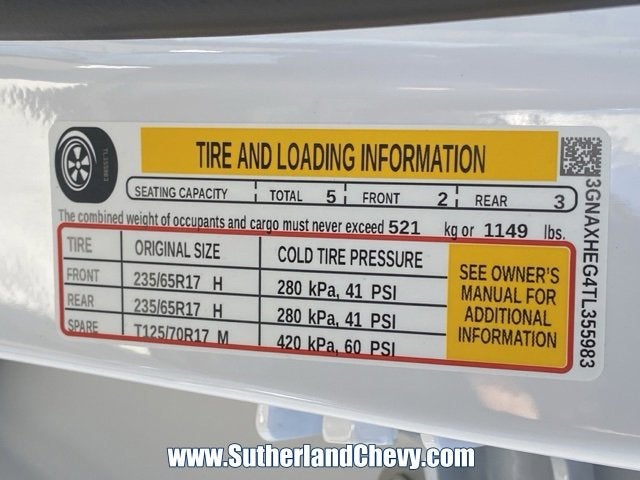 TIRE AND LOADING INFORMATION
SEATING CAPACITY TOTAL 5 FRONT 2 REAR 3
The combined weight of occupants and cargo must never exceed 521 kg or 1149 lbs.
TIRE ORIGINAL SIZE COLD TIRE PRESSURE
FRONT 235/65R17 H 280 kPa, 41 PSI
REAR 235/65R17 H 280 kPa, 41 PSI
SPARE T125/70R17 M 420 kPa, 60 PSI
SEE OWNER'S
MANUAL FOR
ADDITIONAL
INFORMATION
3GNAXHEG4TL355983
TL355983
www.SutherlandChevy.com